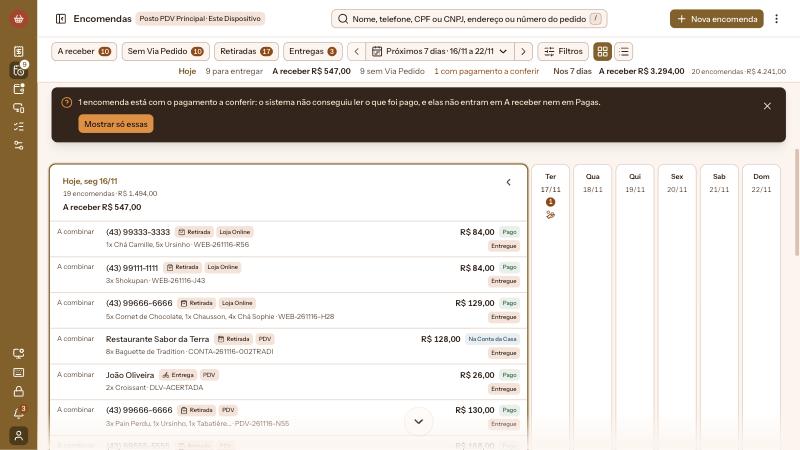 Encomendas
Posto PDV Principal · Este Dispositivo
Nome, telefone, CPF ou CNPJ, endereço ou número do pedido /
Nova encomenda
A receber 10
Sem Via Pedido 10
Retiradas 17
Entregas 3
Próximos 7 dias · 16/11 a 22/11
Filtros
Hoje 9 para entregar A receber R$ 547,00 9 sem Via Pedido 1 com pagamento a conferir Nos 7 dias A receber R$ 3.294,00 20 encomendas · R$ 4.241,00
1 encomenda está com o pagamento a conferir: o sistema não conseguiu ler o que foi pago, e elas não entram em A receber nem em Pagas.
Mostrar só essas
Hoje, seg 16/11
19 encomendas · R$ 1.494,00
A receber R$ 547,00
Ter
17/11
1
Qua
18/11
Qui
19/11
Sex
20/11
Sab
21/11
Dom
22/11
A combinar (43) 99333-3333 Retirada Loja Online R$ 84,00 Pago
1x Chá Camille, 5x Ursinho · WEB-261116-R56 Entregue
A combinar (43) 99111-1111 Retirada Loja Online R$ 84,00 Pago
3x Shokupan · WEB-261116-J43 Entregue
A combinar (43) 99666-6666 Retirada Loja Online R$ 129,00 Pago
5x Cornet de Chocolate, 1x Chausson, 4x Chá Sophie · WEB-261116-H28 Entregue
A combinar Restaurante Sabor da Terra Retirada PDV R$ 128,00 Na Conta da Casa
8x Baguette de Tradition · CONTA-261116-002TRADI Entregue
A combinar João Oliveira Entrega PDV R$ 26,00 Pago
2x Croissant · DLV-ACERTADA Entregue
A combinar (43) 99666-6666 Retirada PDV R$ 130,00 Pago
3x Pain Perdu, 1x Ursinho, 1x Tabatière... · PDV-261116-N55 Entregue
3